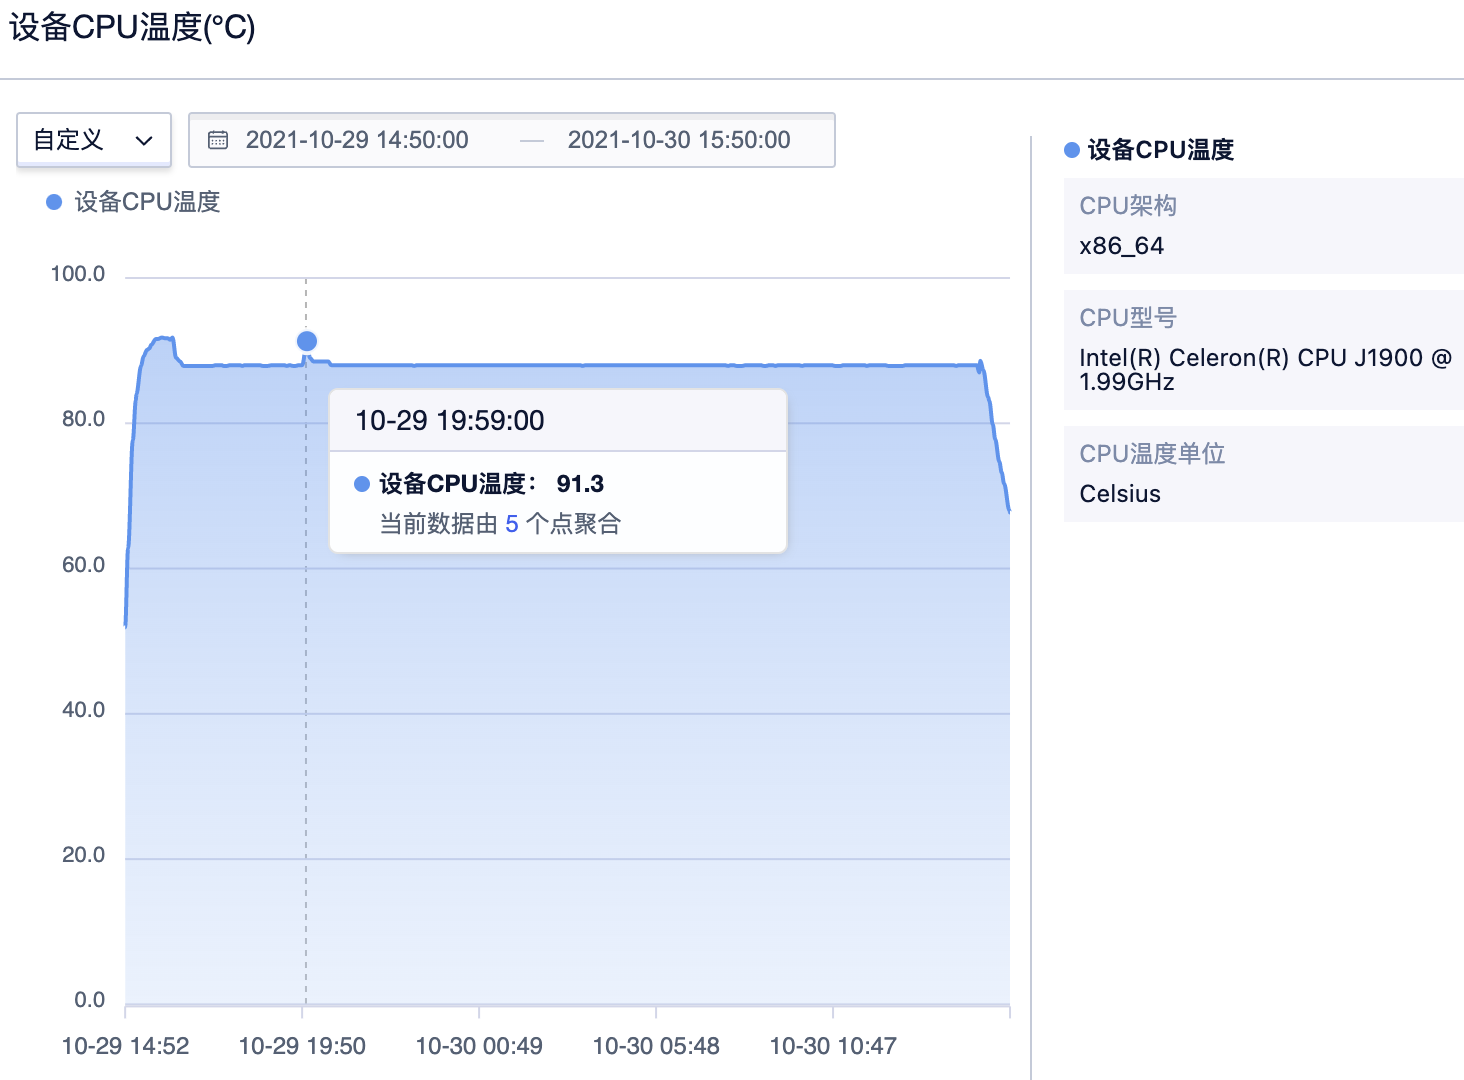 设备CPU温度(°C)
自定义
2021-10-29 14:50:00 — 2021-10-30 15:50:00
设备CPU温度
100.0
80.0
60.0
40.0
20.0
0.0
10-29 14:52
10-29 19:50
10-30 00:49
10-30 05:48
10-30 10:47
10-29 19:59:00
设备CPU温度： 91.3
当前数据由 5 个点聚合
设备CPU温度
CPU架构
x86_64
CPU型号
Intel(R) Celeron(R) CPU J1900 @
1.99GHz
CPU温度单位
Celsius